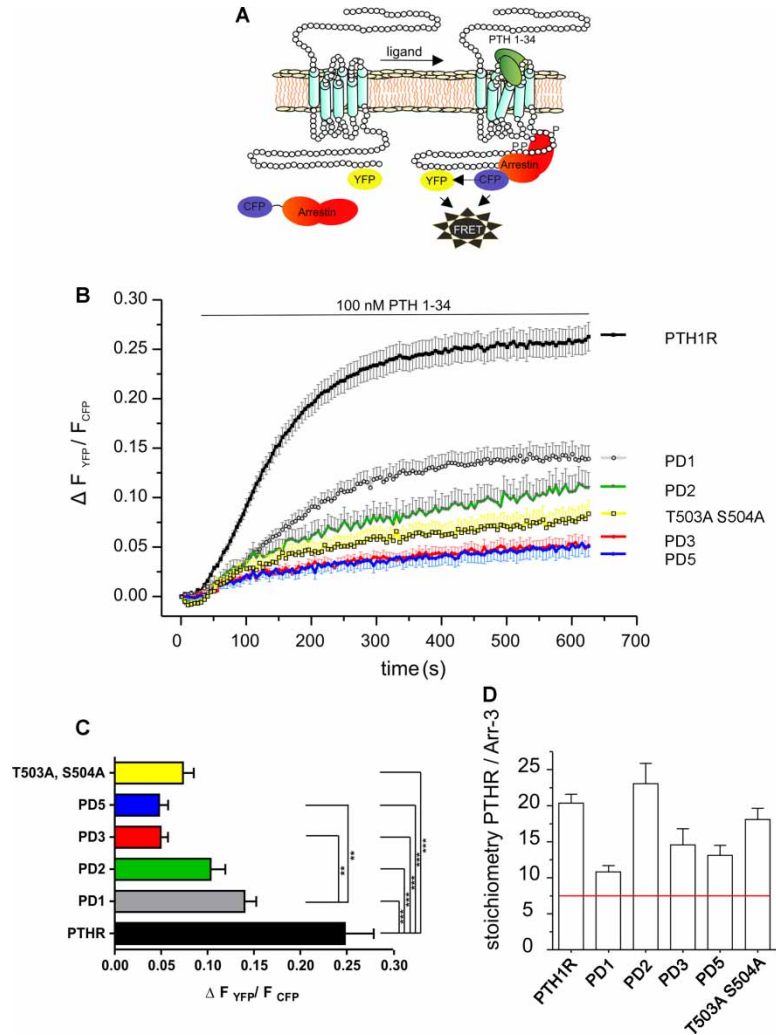 A
PTH 1-34
ligand
P
P P
Arrestin
YFP
YFP
CFP
CFP
Arrestin
FRET
B
100 nM PTH 1-34
0.30
0.25
0.20
0.15
0.10
0.05
0.00
Δ F YFP / F CFP
PTH1R
PD1
PD2
T503A S504A
PD3
PD5
0 100 200 300 400 500 600 700
time (s)
C
T503A, S504A
PD5
PD3
PD2
PD1
PTHR
** **
*** *** *** *** ***
0.00 0.05 0.10 0.15 0.20 0.25 0.30
Δ F YFP/ F CFP
D
stoichiometry PTHR / Arr-3
25
20
15
10
5
0
PTH1R
PD1
PD2
PD3
PD5
T503A S504A